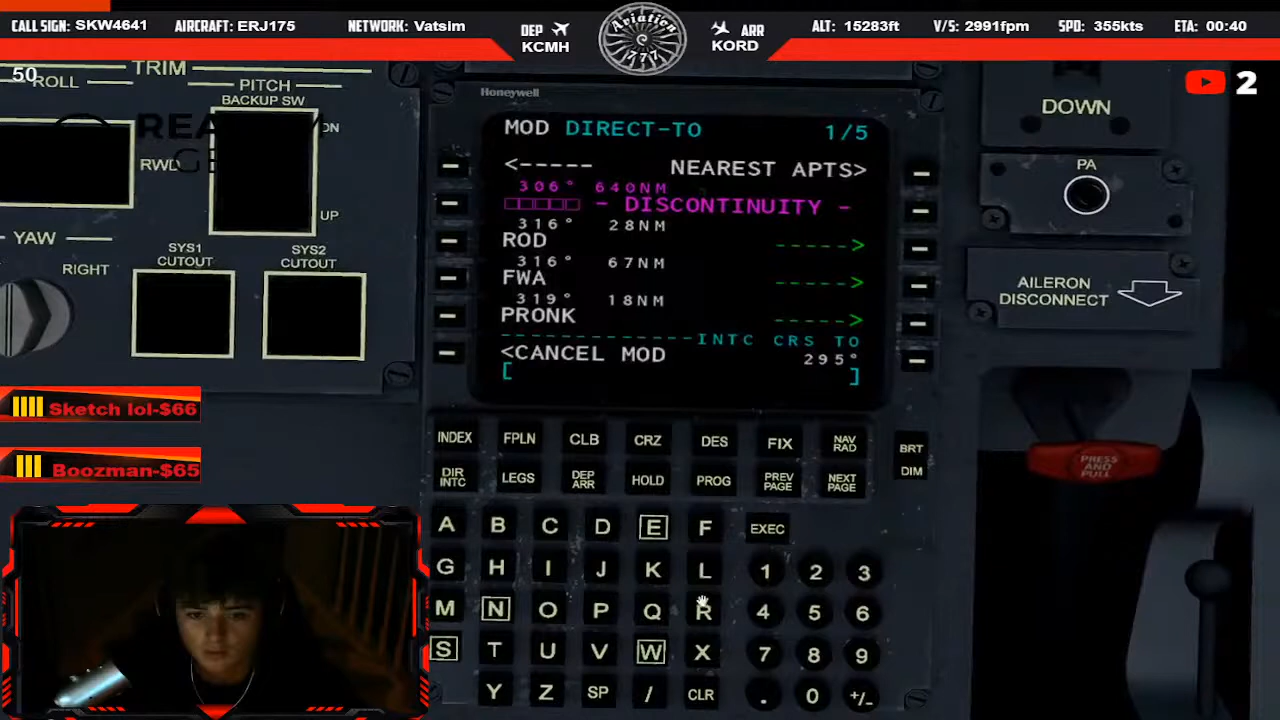 CALL SIGN: SKW4641 AIRCRAFT: ERJ175 NETWORK: Vatsim DEP KCMH Aviation 777 ARR KORD ALT: 15283ft V/S: 2991fpm SPD: 355kts ETA: 00:40
50
2
ROLL
TRIM
PITCH
BACKUP SW
ON
RWD
UP
YAW
RIGHT
SYS1 CUTOUT
SYS2 CUTOUT
Honeywell
MOD DIRECT-TO 1/5
<----- NEAREST APTS>
306° 640NM
□□□□□ - DISCONTINUITY -
316° 28NM
ROD ----->
316° 67NM
FWA ----->
319° 18NM
PRONK ----->
------------INTC CRS TO
<CANCEL MOD 295°
[ ]
DOWN
PA
AILERON
DISCONNECT
PRESS AND PULL
Sketch lol-$66
Boozman-$65
INDEX FPLN CLB CRZ DES FIX NAV RAD BRT
DIR INTC LEGS DEP ARR HOLD PROG PREV PAGE NEXT PAGE DIM
A B C D E F EXEC
G H I J K L 1 2 3
M N O P Q R 4 5 6
S T U V W X 7 8 9
Y Z SP / CLR . 0 +/-